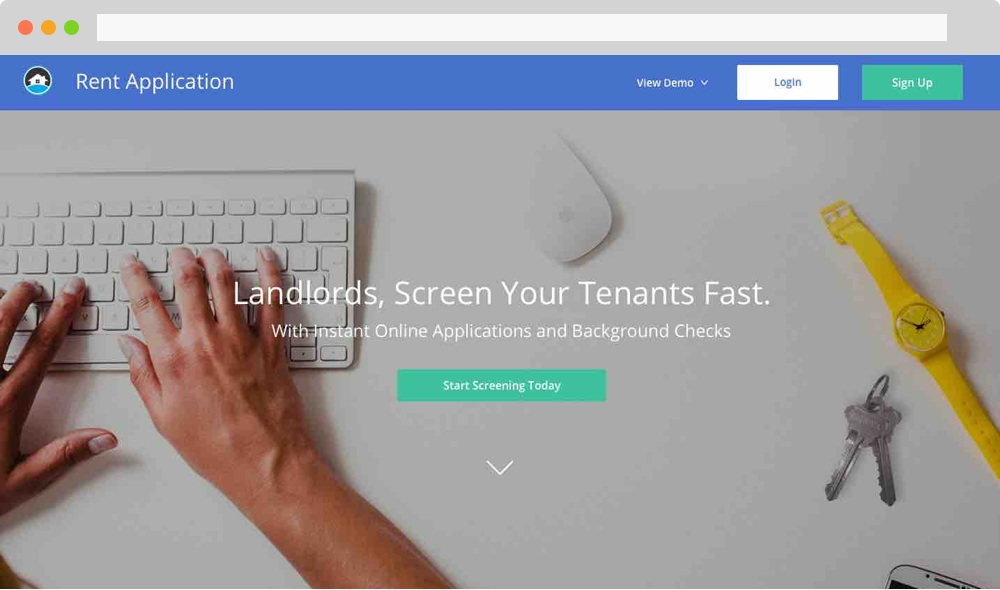 Rent Application
View Demo
Login
Sign Up
Landlords, Screen Your Tenants Fast.
With Instant Online Applications and Background Checks
Start Screening Today